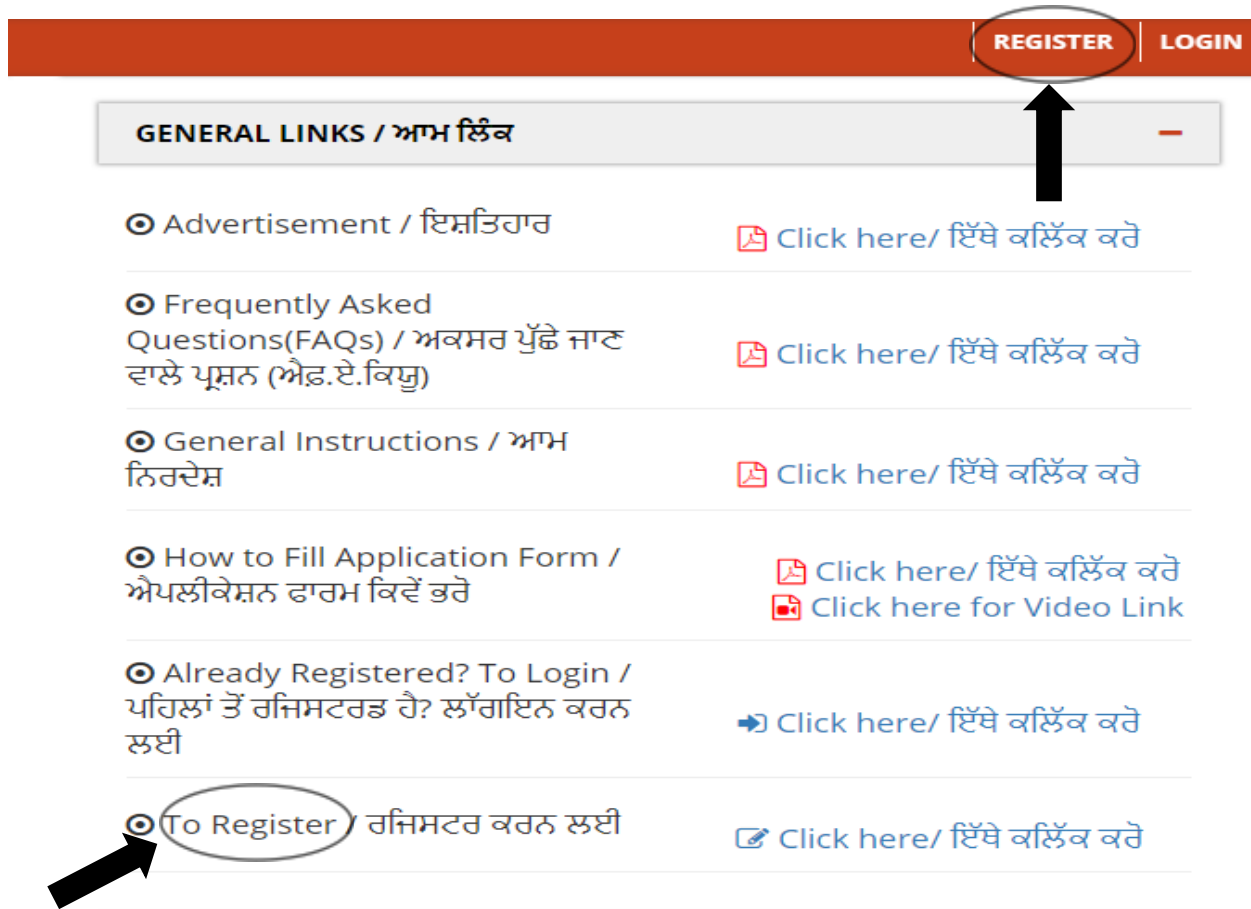 REGISTER LOGIN
GENERAL LINKS / ਆਮ ਲਿੰਕ
Advertisement / ਇਸ਼ਤਿਹਾਰ
Click here/ ਇੱਥੇ ਕਲਿੱਕ ਕਰੋ
Frequently Asked
Questions(FAQs) / ਅਕਸਰ ਪੁੱਛੇ ਜਾਣ
ਵਾਲੇ ਪ੍ਰਸ਼ਨ (ਐਫ਼.ਏ.ਕਿਯੂ)
Click here/ ਇੱਥੇ ਕਲਿੱਕ ਕਰੋ
General Instructions / ਆਮ
ਨਿਰਦੇਸ਼
Click here/ ਇੱਥੇ ਕਲਿੱਕ ਕਰੋ
How to Fill Application Form /
ਐਪਲੀਕੇਸ਼ਨ ਫਾਰਮ ਕਿਵੇਂ ਭਰੋ
Click here/ ਇੱਥੇ ਕਲਿੱਕ ਕਰੋ
Click here for Video Link
Already Registered? To Login /
ਪਹਿਲਾਂ ਤੋਂ ਰਜਿਸਟਰਡ ਹੈ? ਲਾੱਗਇਨ ਕਰਨ
ਲਈ
Click here/ ਇੱਥੇ ਕਲਿੱਕ ਕਰੋ
To Register / ਰਜਿਸਟਰ ਕਰਨ ਲਈ
Click here/ ਇੱਥੇ ਕਲਿੱਕ ਕਰੋ